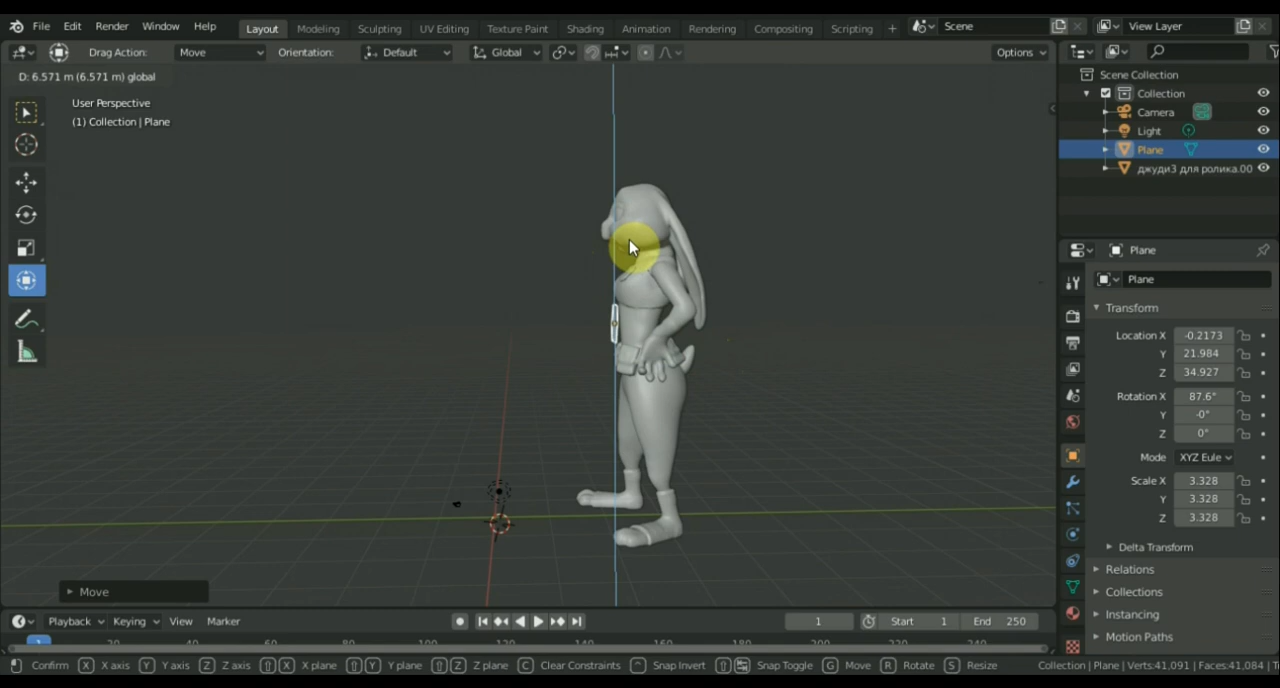 File Edit Render Window Help Layout Modeling Sculpting UV Editing Texture Paint Shading Animation Rendering Compositing Scripting + Scene View Layer
Drag Action: Move Orientation: Default Global Options
D: 6.571 m (6.571 m) global
User Perspective
(1) Collection | Plane
Scene Collection
Collection
Camera
Light
Plane
джуди3 для ролика.00
Plane
Plane
Transform
Location X -0.2173
Y 21.984
Z 34.927
Rotation X 87.6°
Y -0°
Z 0°
Mode XYZ Eule
Scale X 3.328
Y 3.328
Z 3.328
Delta Transform
Relations
Collections
Instancing
Motion Paths
Move
Playback Keying View Marker 1 Start 1 End 250
Confirm X X axis Y Y axis Z Z axis X X plane Y Y plane Z Z plane C Clear Constraints Snap Invert Snap Toggle G Move R Rotate S Resize Collection | Plane | Verts:41,091 | Faces:41,084 |